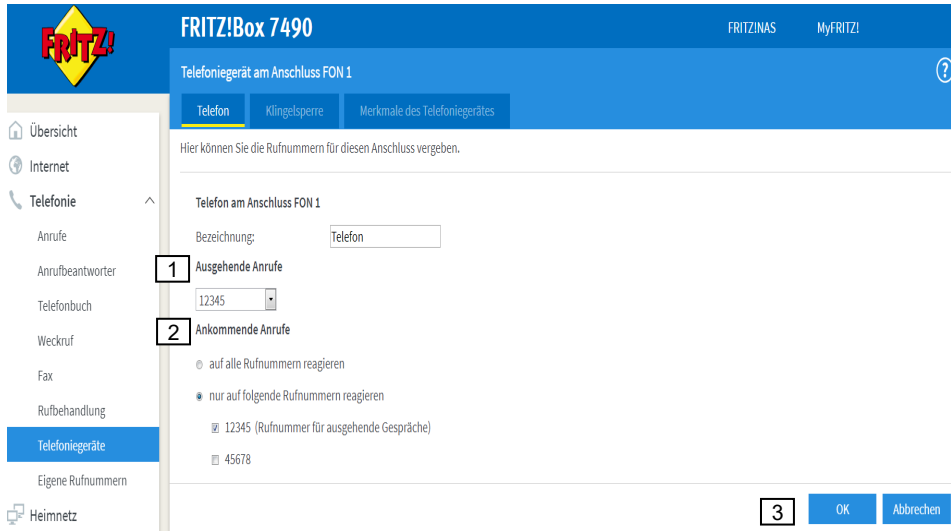 FRITZ!
FRITZ!Box 7490
FRITZ!NAS
MyFRITZ!
Telefoniegerät am Anschluss FON 1
?
Telefon
Klingelsperre
Merkmale des Telefoniegerätes
Übersicht
Internet
Telefonie
Anrufe
Anrufbeantworter
Telefonbuch
Weckruf
Fax
Rufbehandlung
Telefoniegeräte
Eigene Rufnummern
Heimnetz
Hier können Sie die Rufnummern für diesen Anschluss vergeben.
Telefon am Anschluss FON 1
Bezeichnung: Telefon
1 Ausgehende Anrufe
12345
2 Ankommende Anrufe
auf alle Rufnummern reagieren
nur auf folgende Rufnummern reagieren
12345 (Rufnummer für ausgehende Gespräche)
45678
3
OK
Abbrechen